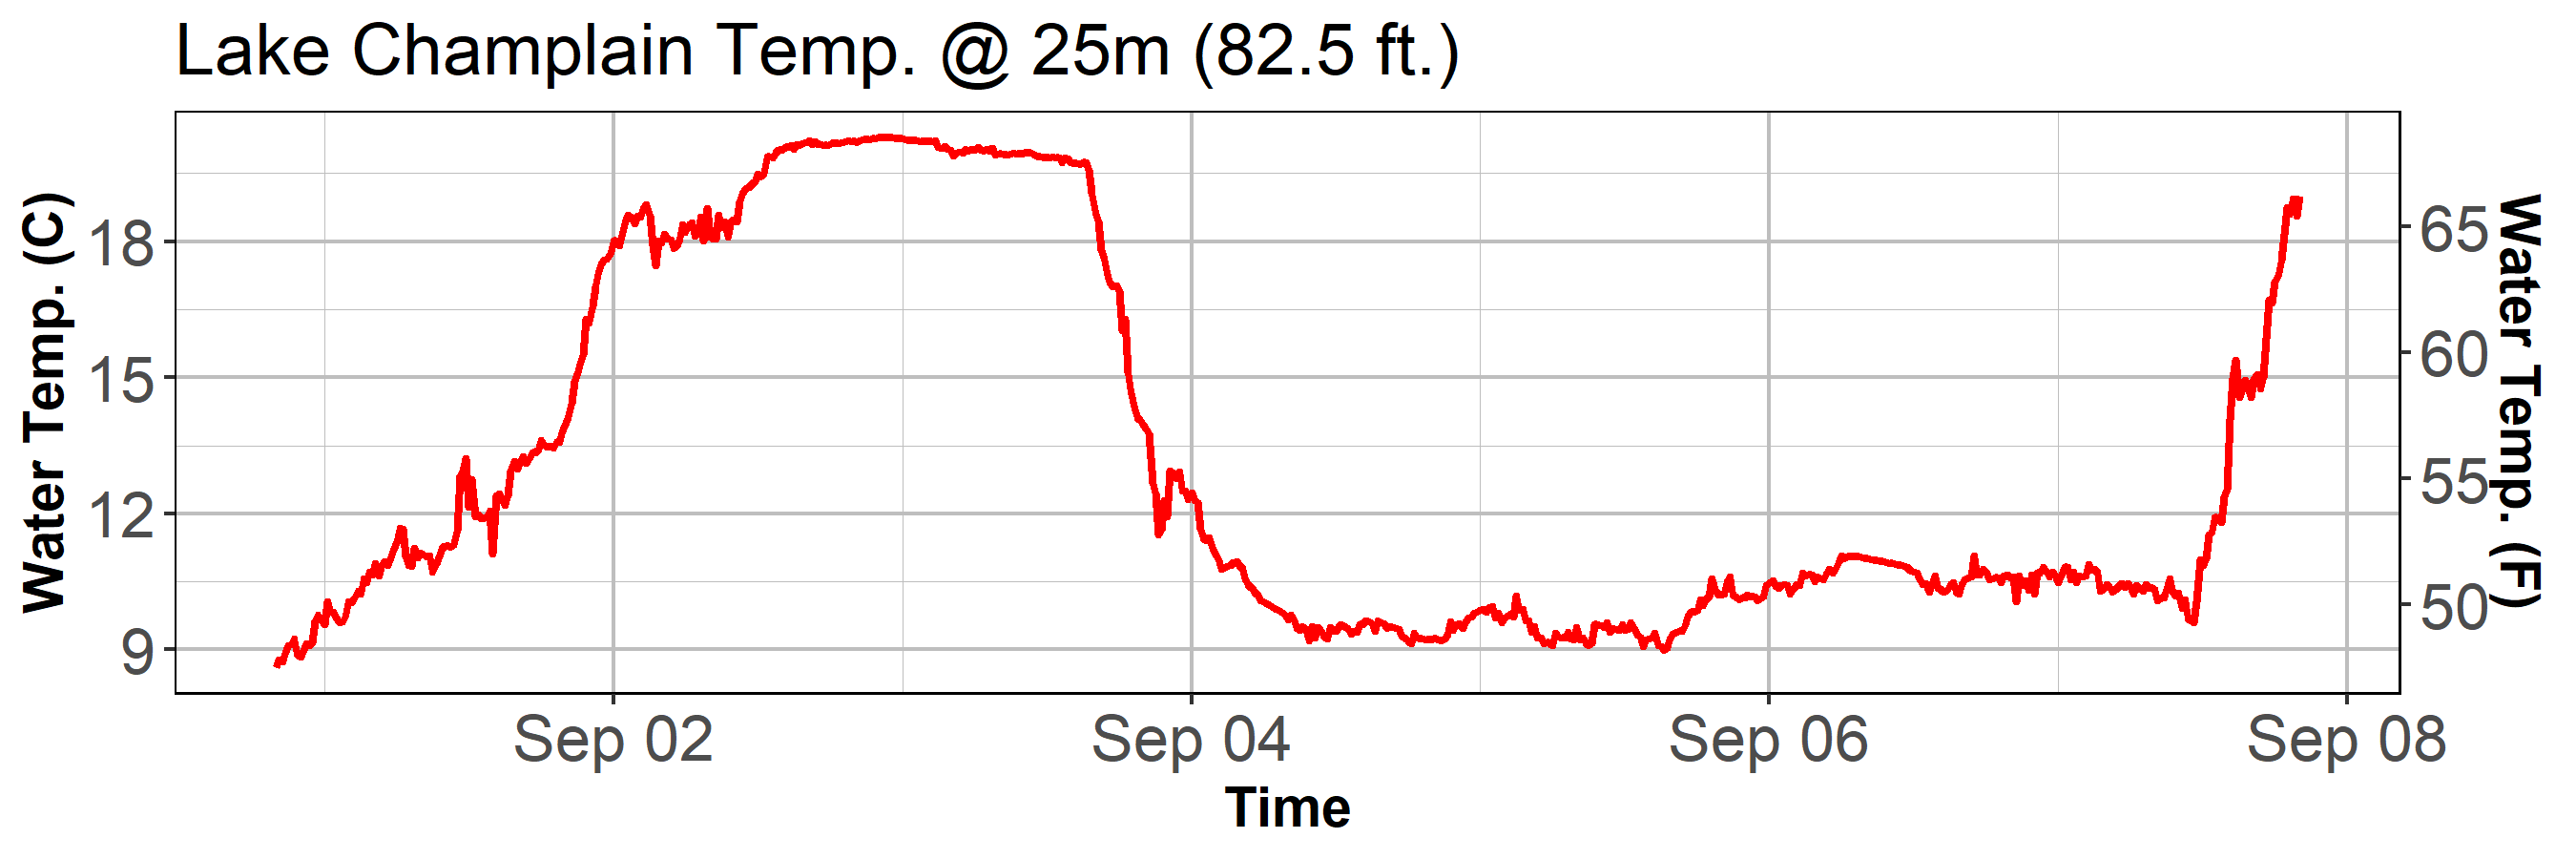 Lake Champlain Temp. @ 25m (82.5 ft.)
Water Temp. (C)
18
15
12
9
65
60
55
50
Water Temp. (F)
Sep 02
Sep 04
Sep 06
Sep 08
Time